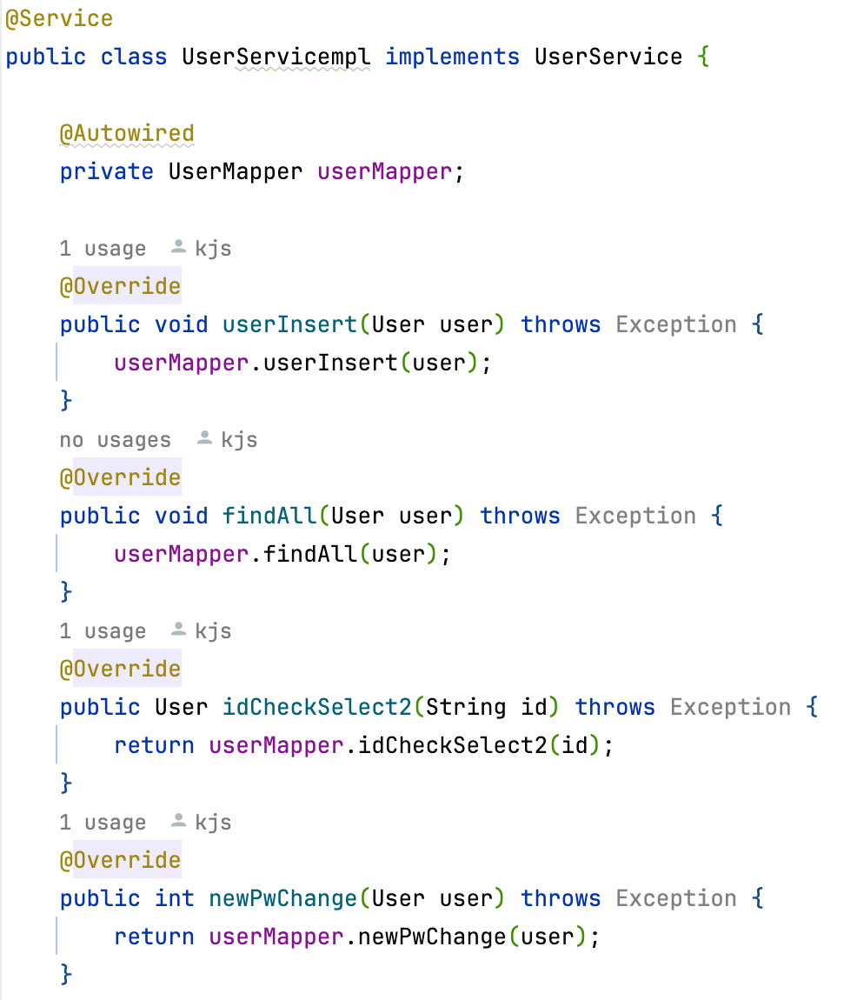 @Service
public class UserServicempl implements UserService {
@Autowired
private UserMapper userMapper;
1 usage kjs
@Override
public void userInsert(User user) throws Exception {
userMapper.userInsert(user);
}
no usages kjs
@Override
public void findAll(User user) throws Exception {
userMapper.findAll(user);
}
1 usage kjs
@Override
public User idCheckSelect2(String id) throws Exception {
return userMapper.idCheckSelect2(id);
}
1 usage kjs
@Override
public int newPwChange(User user) throws Exception {
return userMapper.newPwChange(user);
}